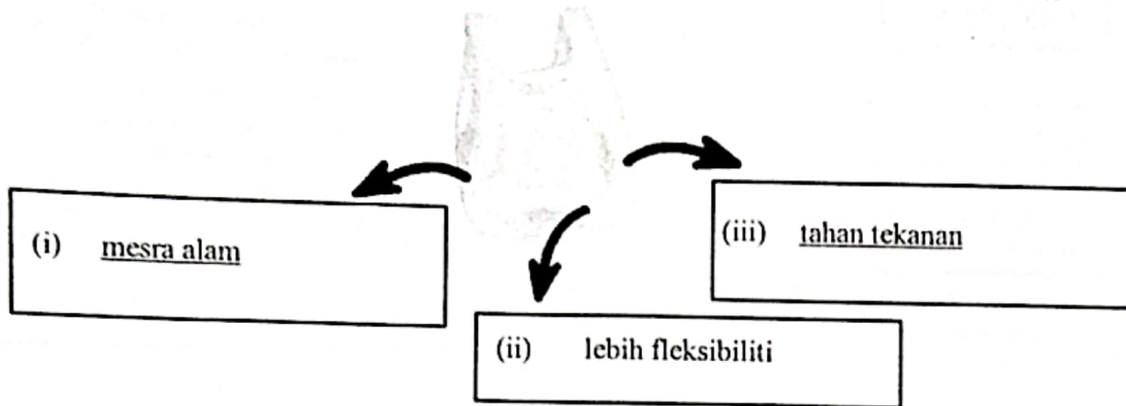 (i) mesra alam
(ii) lebih fleksibiliti
(iii) tahan tekanan